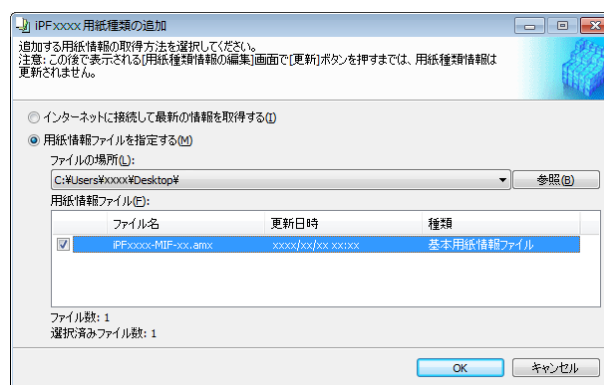 iPFxxxx 用紙種類の追加
追加する用紙情報の取得方法を選択してください。
注意: この後で表示される[用紙種類情報の編集]画面で[更新]ボタンを押すまでは、用紙種類情報は
更新されません。
インターネットに接続して最新の情報を取得する(I)
用紙情報ファイルを指定する(M)
ファイルの場所(L):
C:¥Users¥xxxx¥Desktop¥
参照(B)
用紙情報ファイル(F):
ファイル名 更新日時 種類
iPFxxxx-MIF-xx.amx xxxx/xx/xx xx:xx 基本用紙情報ファイル
ファイル数: 1
選択済みファイル数: 1
OK キャンセル